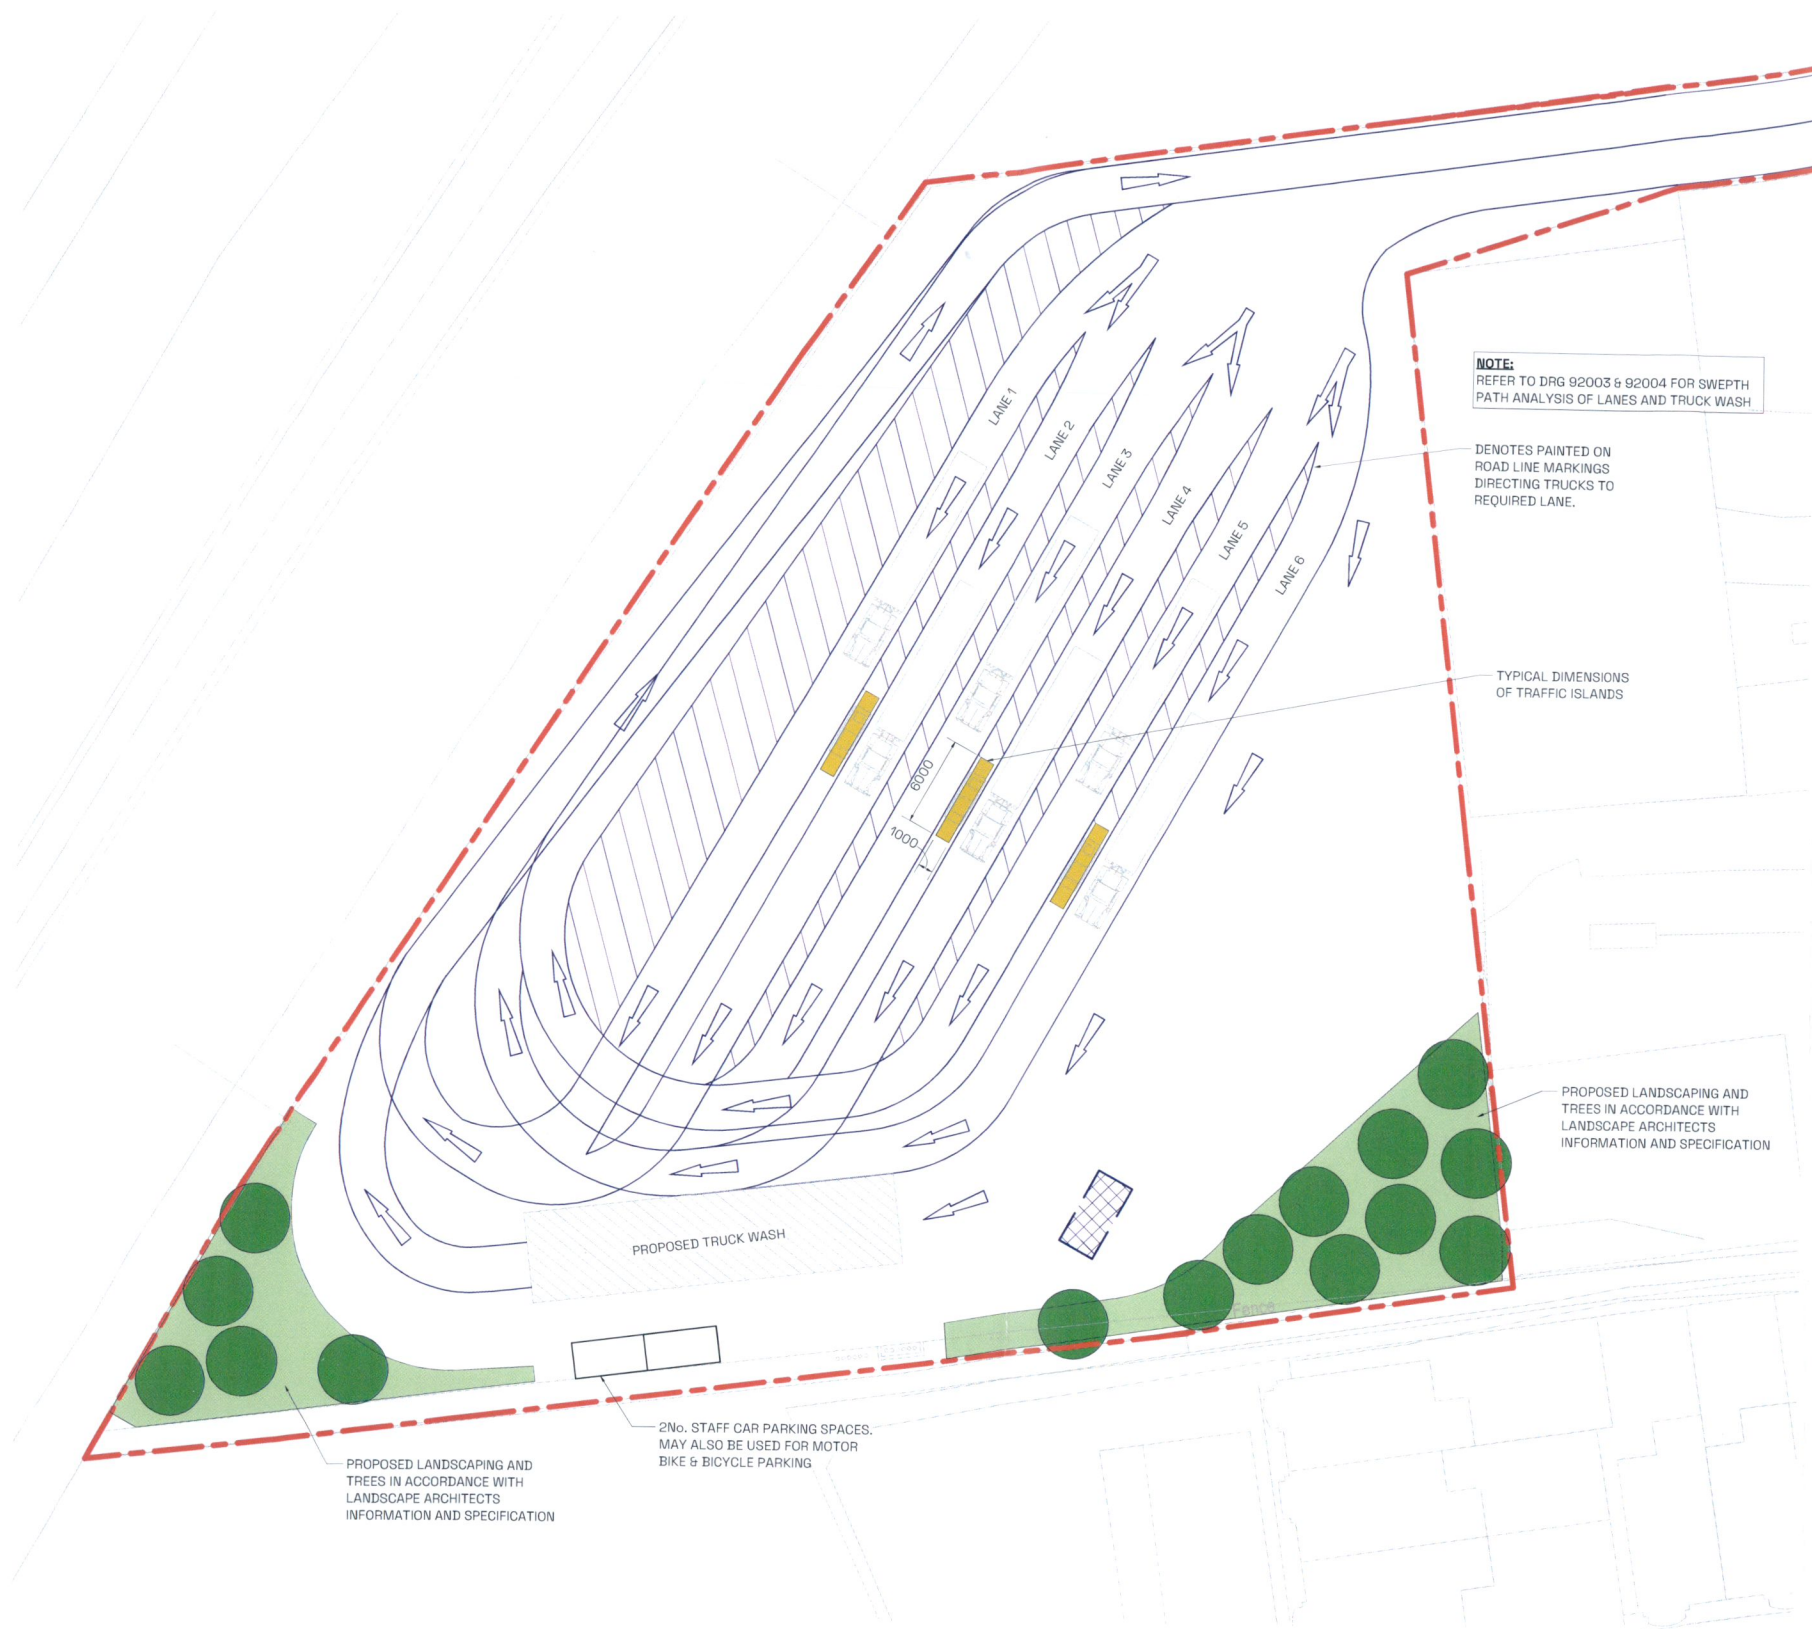 NOTE:
REFER TO DRG 92003 & 92004 FOR SWEPTH
PATH ANALYSIS OF LANES AND TRUCK WASH
DENOTES PAINTED ON
ROAD LINE MARKINGS
DIRECTING TRUCKS TO
REQUIRED LANE.
LANE 1
LANE 2
LANE 3
LANE 4
LANE 5
LANE 6
TYPICAL DIMENSIONS
OF TRAFFIC ISLANDS
6000
1000
PROPOSED LANDSCAPING AND
TREES IN ACCORDANCE WITH
LANDSCAPE ARCHITECTS
INFORMATION AND SPECIFICATION
PROPOSED TRUCK WASH
Fence
2No. STAFF CAR PARKING SPACES.
MAY ALSO BE USED FOR MOTOR
BIKE & BICYCLE PARKING
PROPOSED LANDSCAPING AND
TREES IN ACCORDANCE WITH
LANDSCAPE ARCHITECTS
INFORMATION AND SPECIFICATION